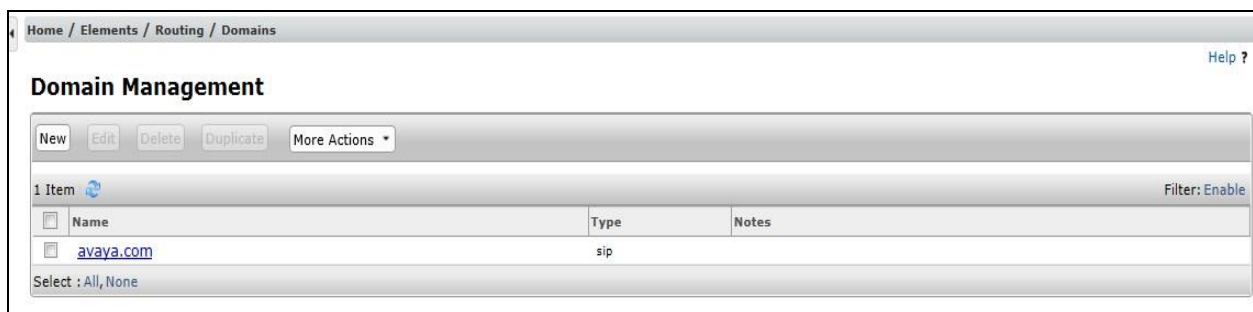 Home / Elements / Routing / Domains
Help ?
Domain Management
New Edit Delete Duplicate More Actions
1 Item Filter: Enable
Name Type Notes
avaya.com sip
Select : All, None